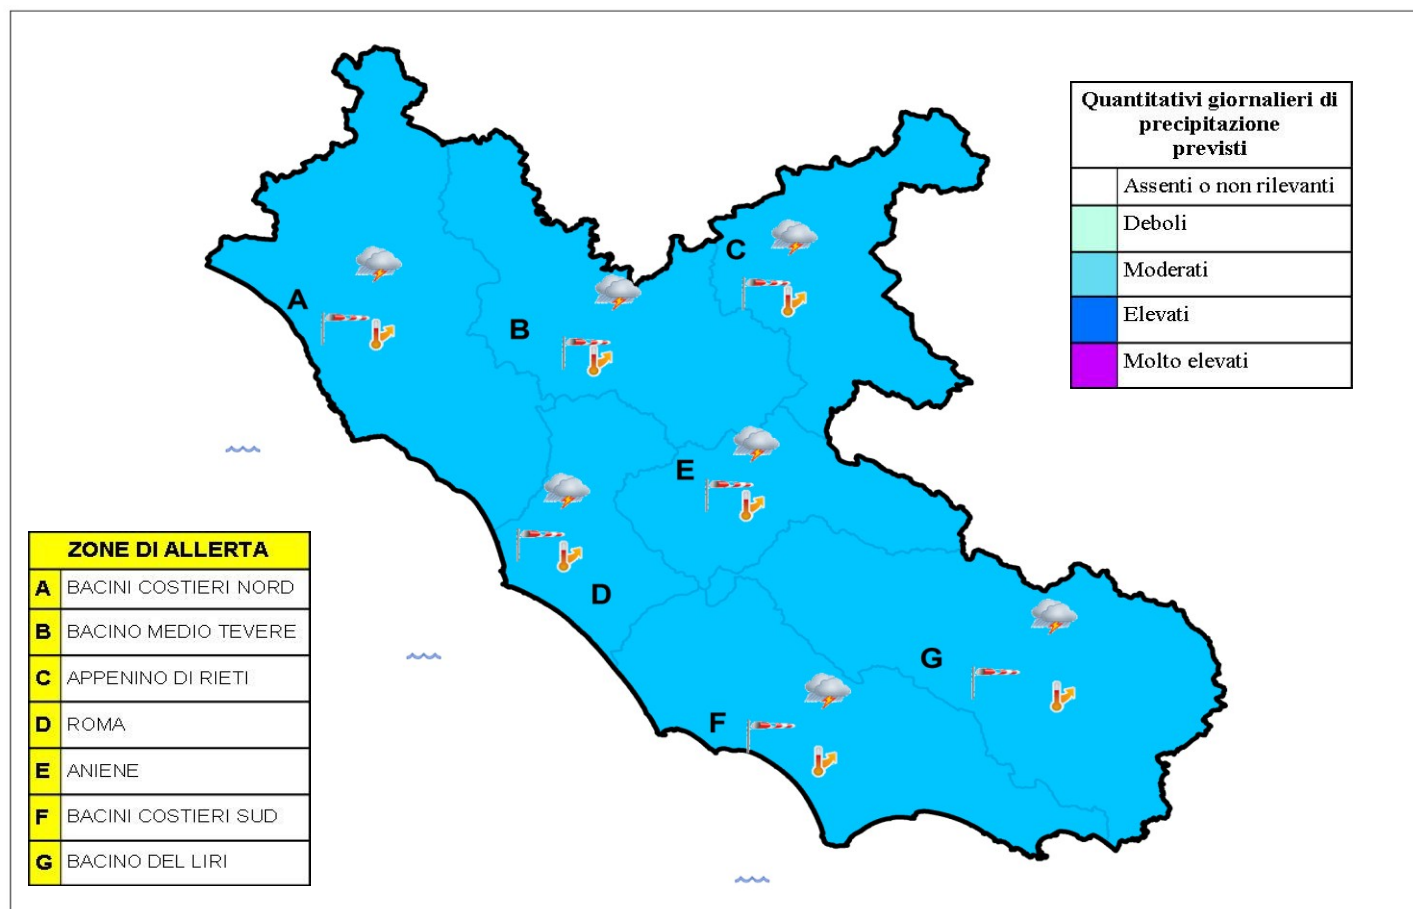 Quantitativi giornalieri di
precipitazione
previsti
Assenti o non rilevanti
Deboli
Moderati
Elevati
Molto elevati
C
A
B
E
D
G
F
ZONE DI ALLERTA
A BACINI COSTIERI NORD
B BACINO MEDIO TEVERE
C APPENINO DI RIETI
D ROMA
E ANIENE
F BACINI COSTIERI SUD
G BACINO DEL LIRI